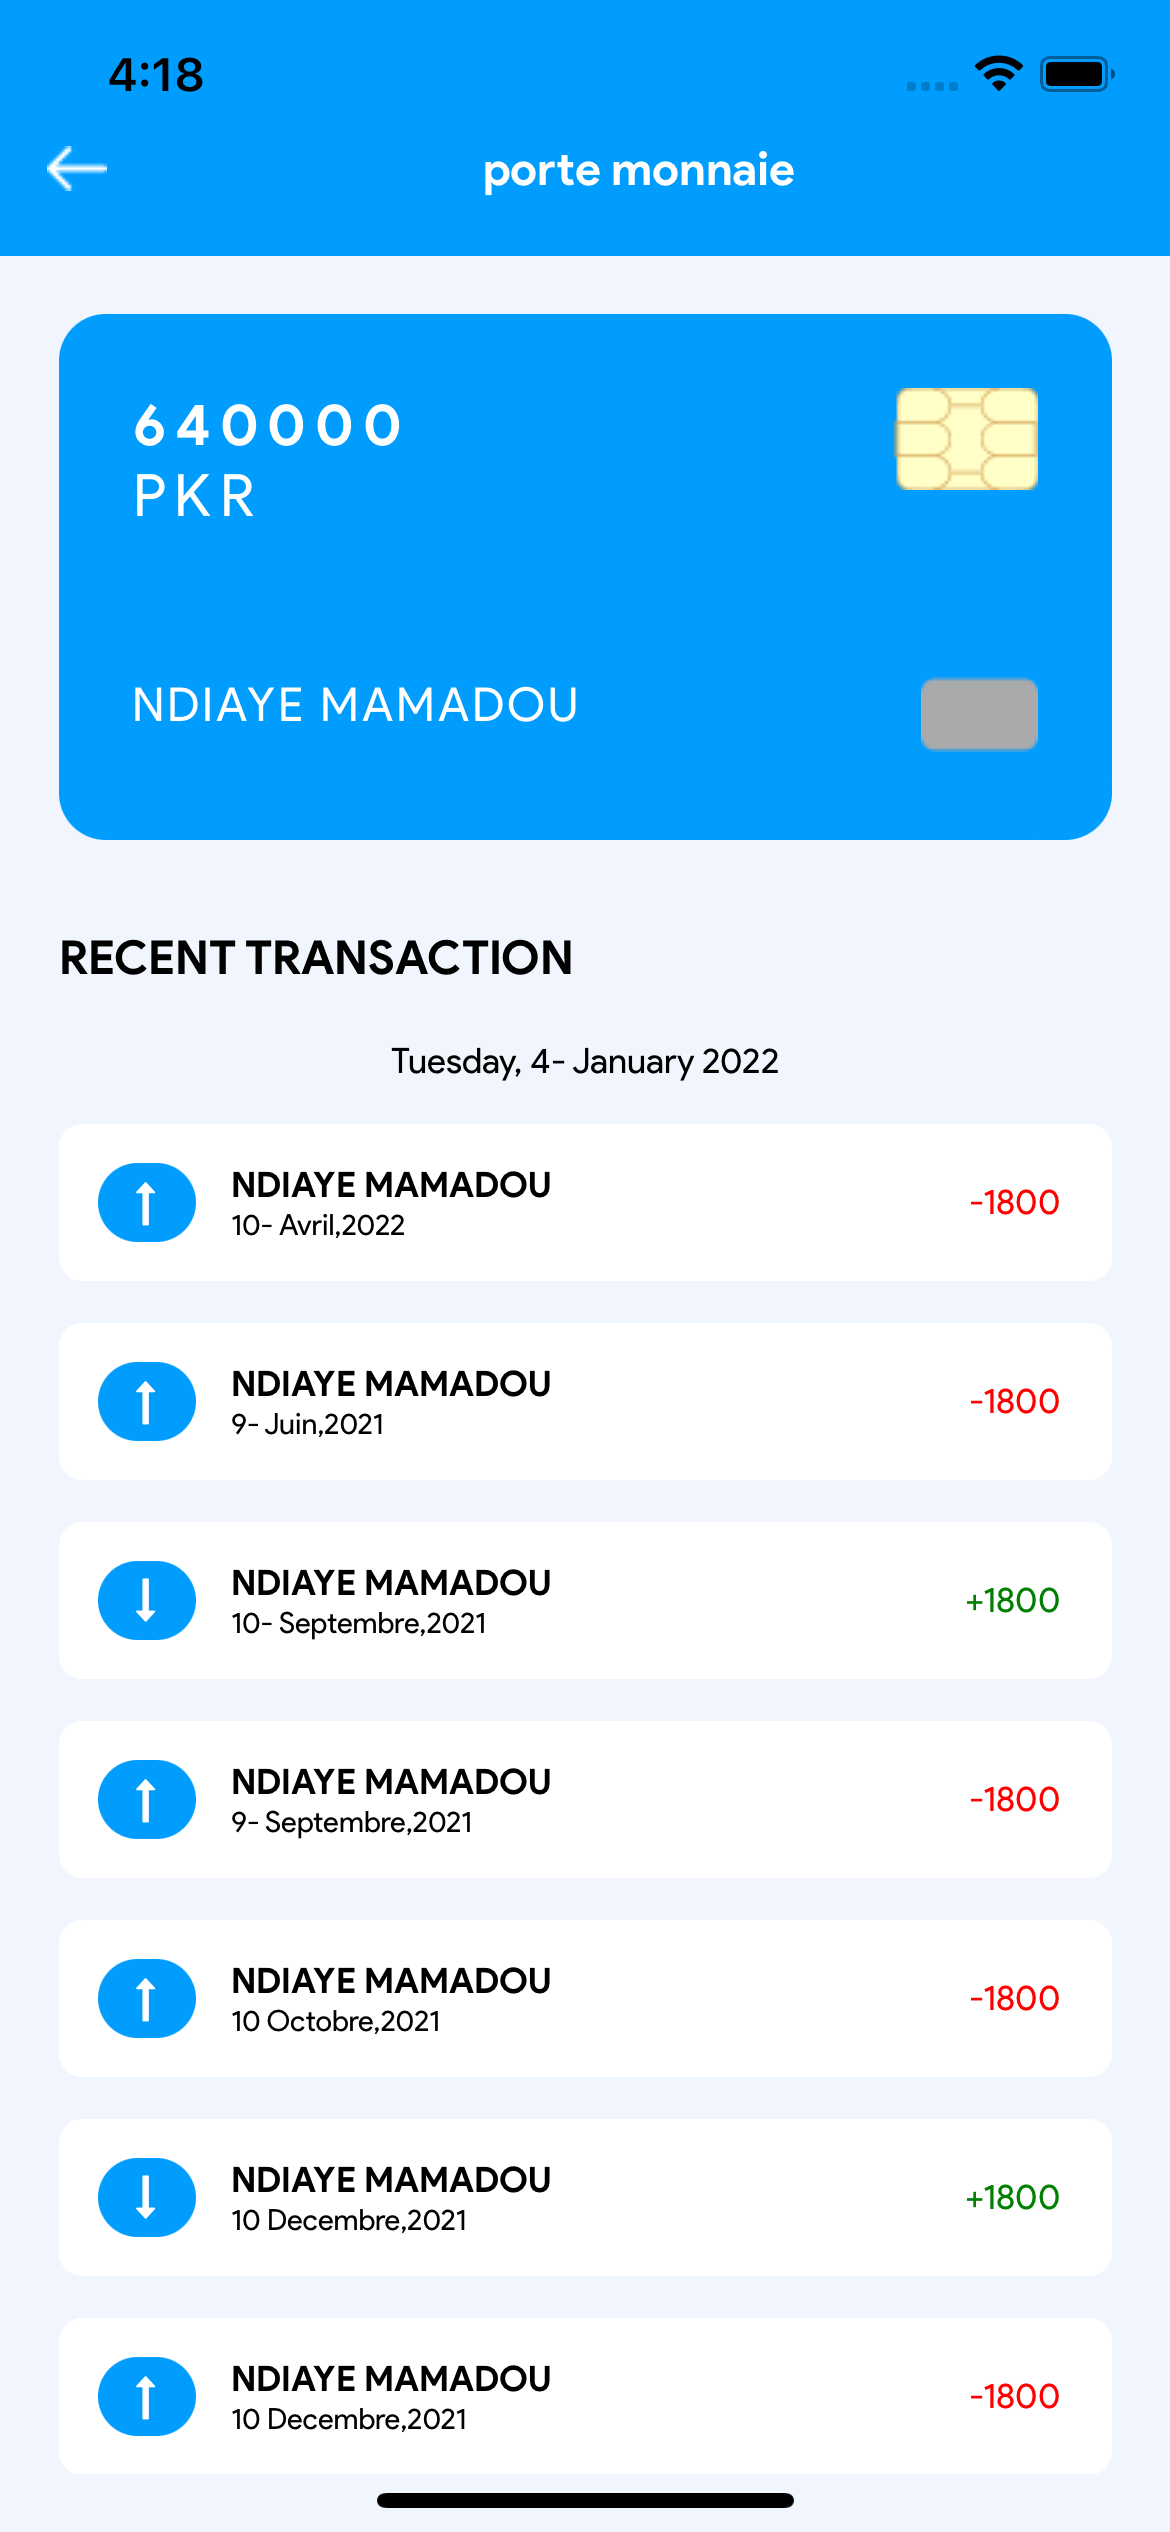 4:18
porte monnaie
640000
PKR
NDIAYE MAMADOU
RECENT TRANSACTION
Tuesday, 4- January 2022
NDIAYE MAMADOU
10- Avril,2022
-1800
NDIAYE MAMADOU
9- Juin,2021
-1800
NDIAYE MAMADOU
10- Septembre,2021
+1800
NDIAYE MAMADOU
9- Septembre,2021
-1800
NDIAYE MAMADOU
10 Octobre,2021
-1800
NDIAYE MAMADOU
10 Decembre,2021
+1800
NDIAYE MAMADOU
10 Decembre,2021
-1800